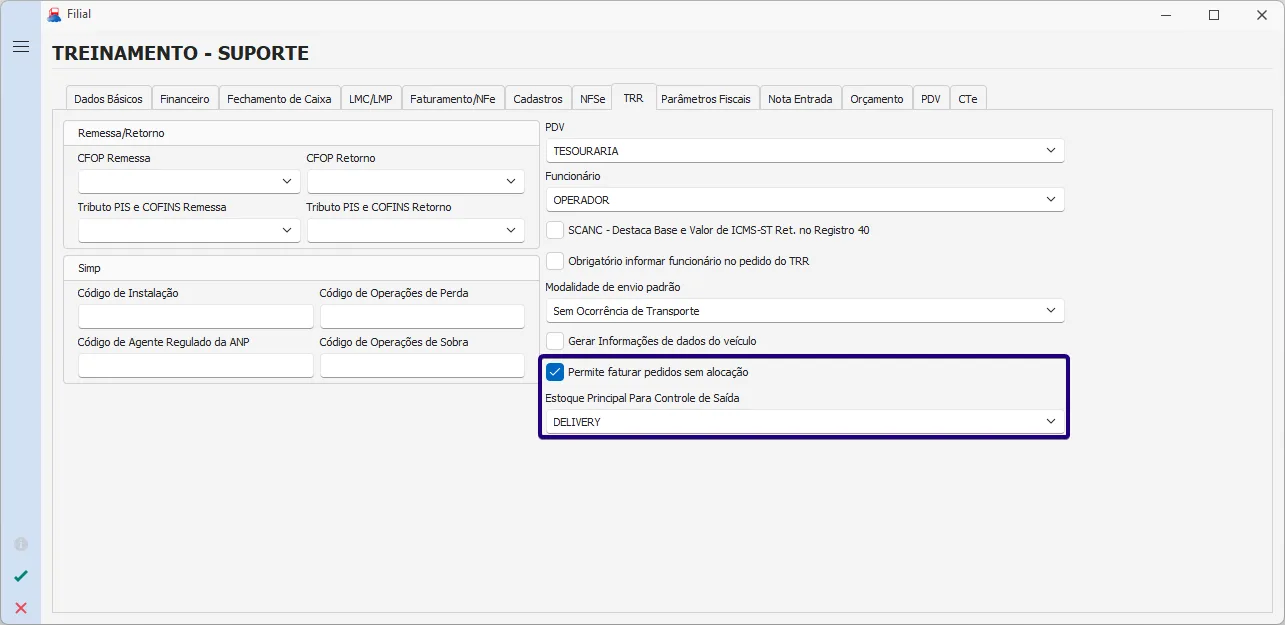 Filial
TREINAMENTO - SUPORTE
Dados Básicos Financeiro Fechamento de Caixa LMC/LMP Faturamento/NFe Cadastros NFSe TRR Parâmetros Fiscais Nota Entrada Orçamento PDV CTe
Remessa/Retorno
CFOP Remessa CFOP Retorno
Tributo PIS e COFINS Remessa Tributo PIS e COFINS Retorno
Simp
Código de Instalação Código de Operações de Perda
Código de Agente Regulado da ANP Código de Operações de Sobra
PDV
TESOURARIA
Funcionário
OPERADOR
SCANC - Destaca Base e Valor de ICMS-ST Ret. no Registro 40
Obrigatório informar funcionário no pedido do TRR
Modalidade de envio padrão
Sem Ocorrência de Transporte
Gerar Informações de dados do veículo
Permite faturar pedidos sem alocação
Estoque Principal Para Controle de Saída
DELIVERY